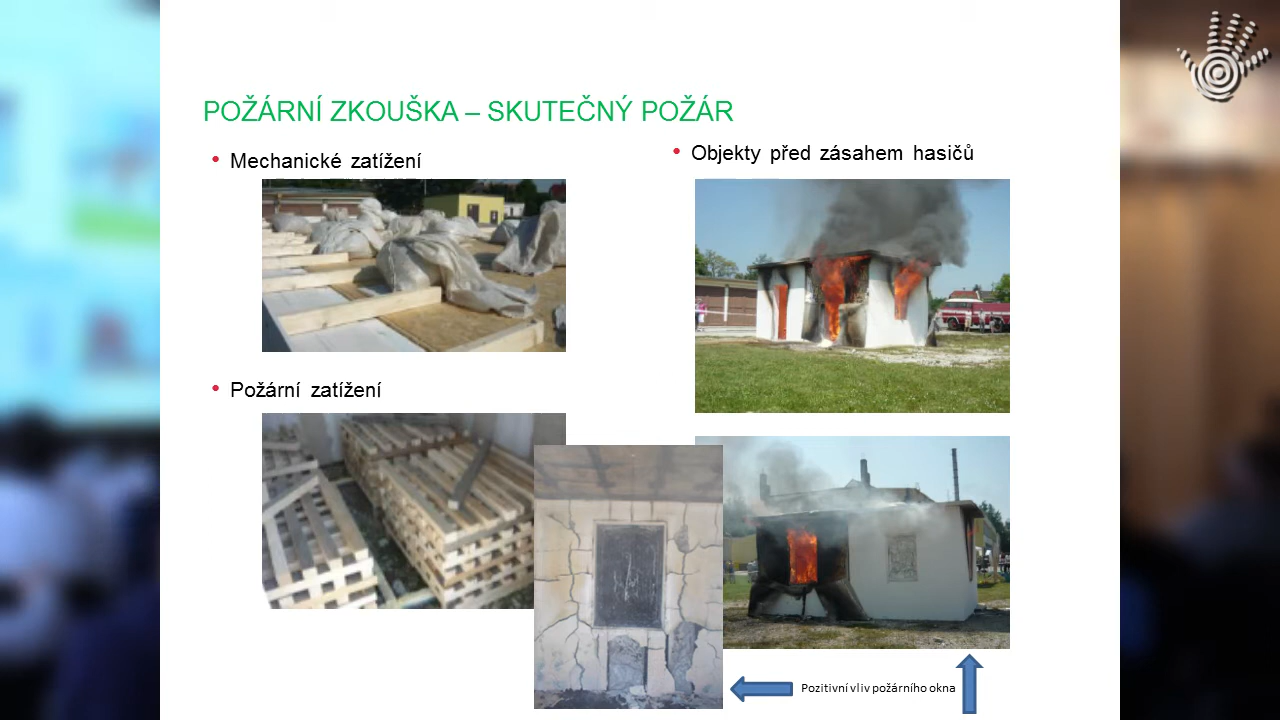 POŽÁRNÍ ZKOUŠKA – SKUTEČNÝ POŽÁR
• Mechanické zatížení
• Požární zatížení
• Objekty před zásahem hasičů
Pozitivní vliv požárního okna